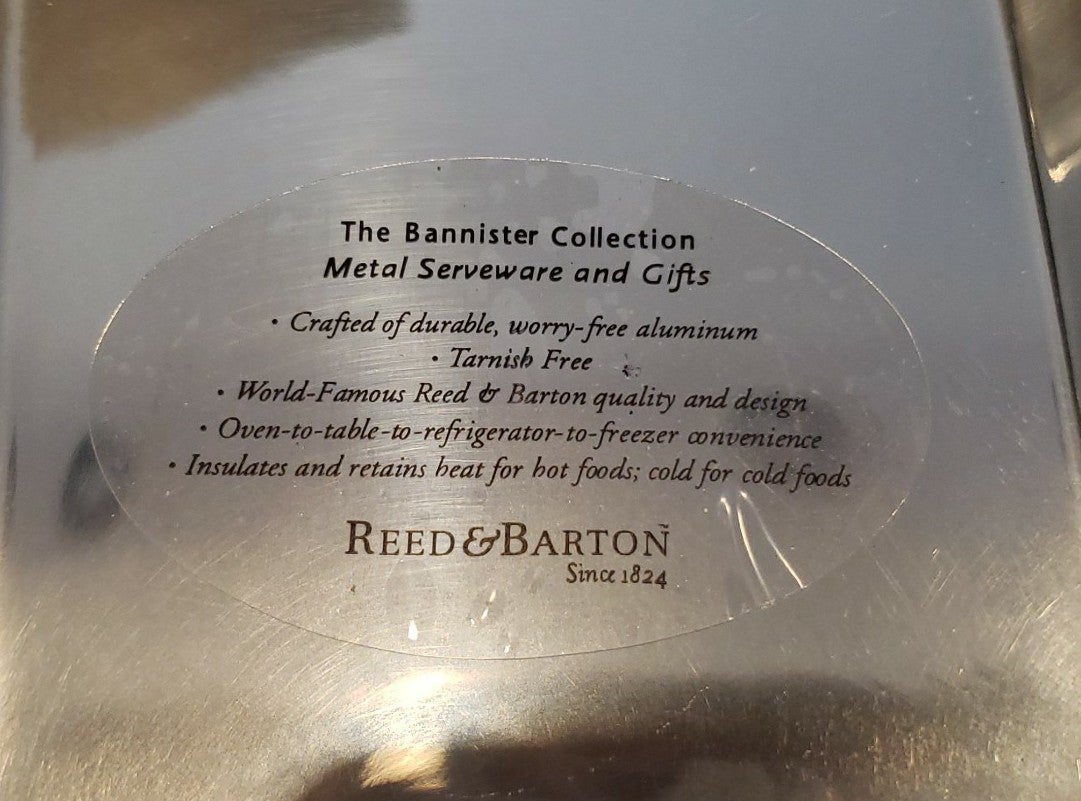 The Bannister Collection
Metal Serveware and Gifts
• Crafted of durable, worry-free aluminum
• Tarnish Free
• World-Famous Reed & Barton quality and design
• Oven-to-table-to-refrigerator-to-freezer convenience
• Insulates and retains heat for hot foods; cold for cold foods
REED & BARTON™
Since 1824